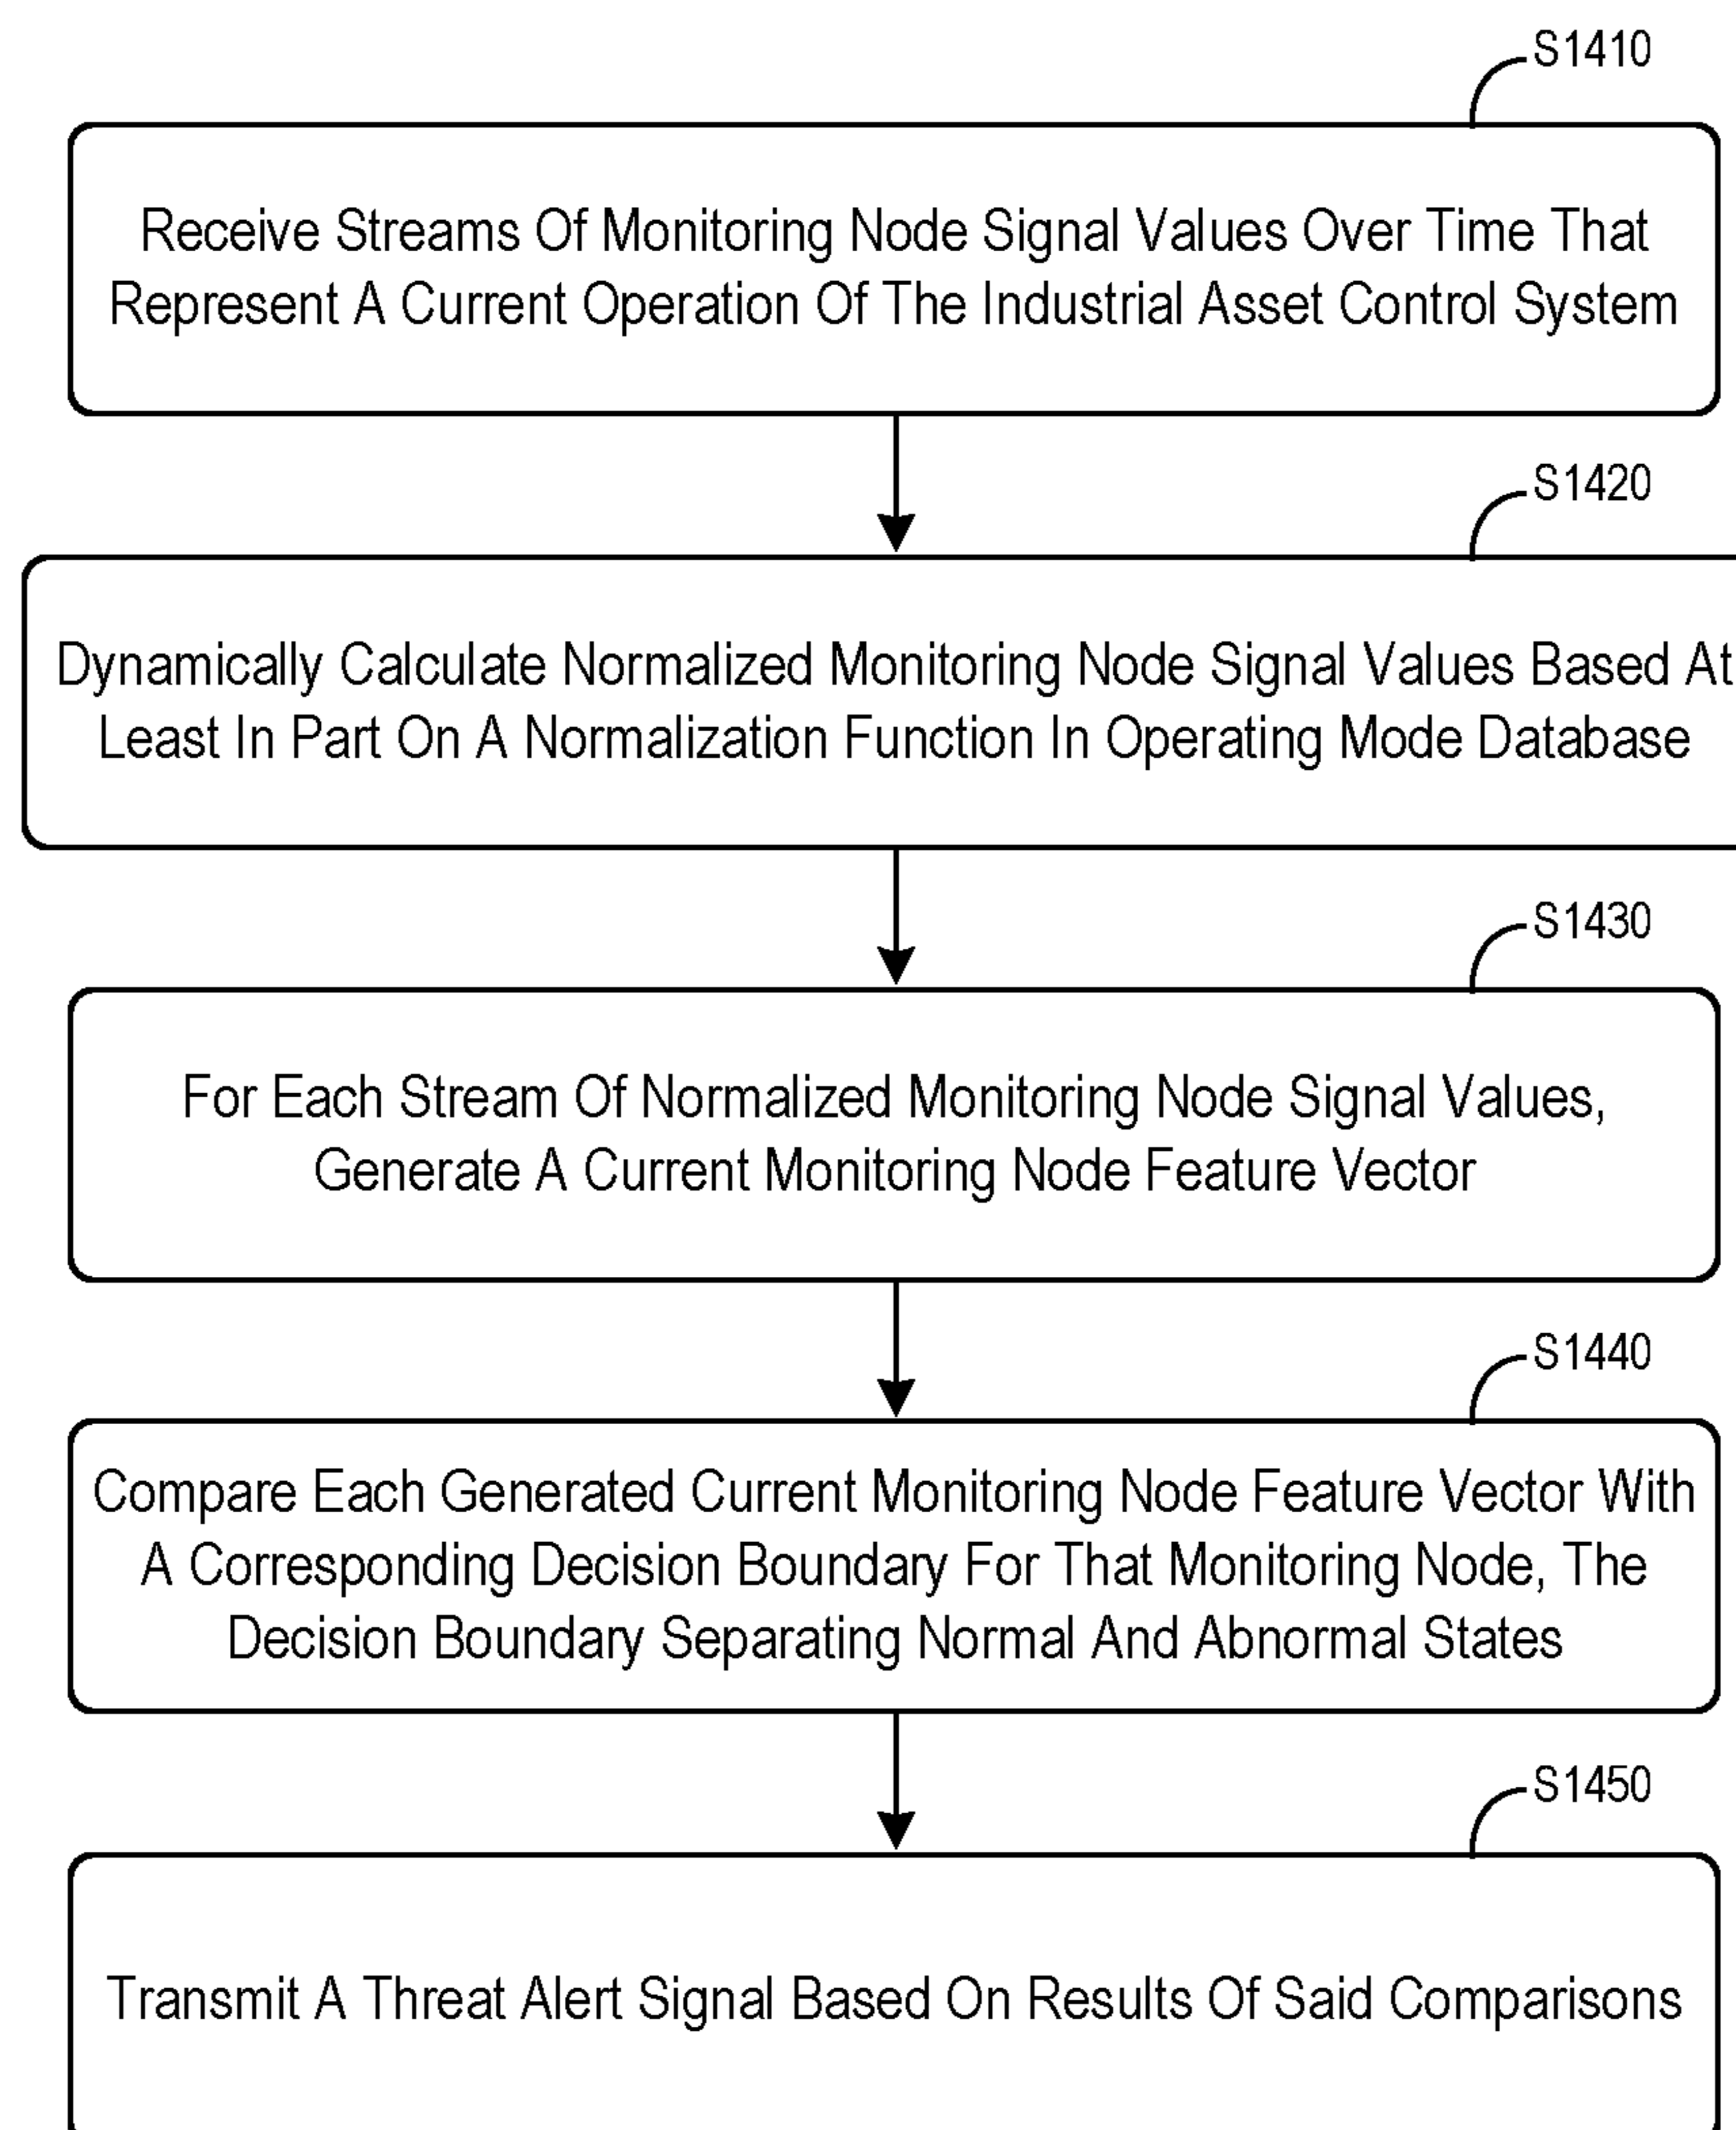 S1410
Receive Streams Of Monitoring Node Signal Values Over Time That
Represent A Current Operation Of The Industrial Asset Control System
S1420
Dynamically Calculate Normalized Monitoring Node Signal Values Based At
Least In Part On A Normalization Function In Operating Mode Database
S1430
For Each Stream Of Normalized Monitoring Node Signal Values,
Generate A Current Monitoring Node Feature Vector
S1440
Compare Each Generated Current Monitoring Node Feature Vector With
A Corresponding Decision Boundary For That Monitoring Node, The
Decision Boundary Separating Normal And Abnormal States
S1450
Transmit A Threat Alert Signal Based On Results Of Said Comparisons